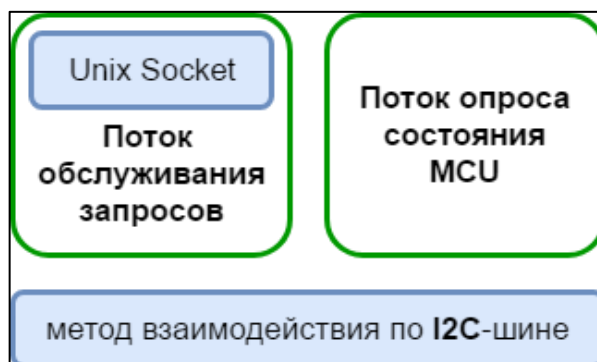 Unix Socket
Поток
обслуживания
запросов
Поток опроса
состояния
MCU
метод взаимодействия по I2C-шине